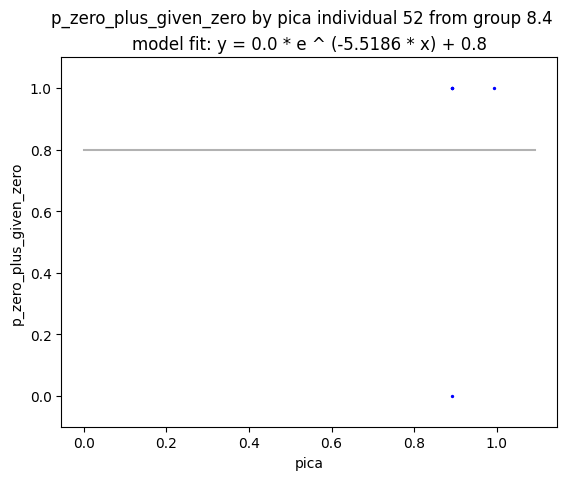 p_zero_plus_given_zero by pica individual 52 from group 8.4
model fit: y = 0.0 * e ^ (-5.5186 * x) + 0.8
1.0
0.8
0.6
0.4
0.2
0.0
p_zero_plus_given_zero
0.0 0.2 0.4 0.6 0.8 1.0
pica